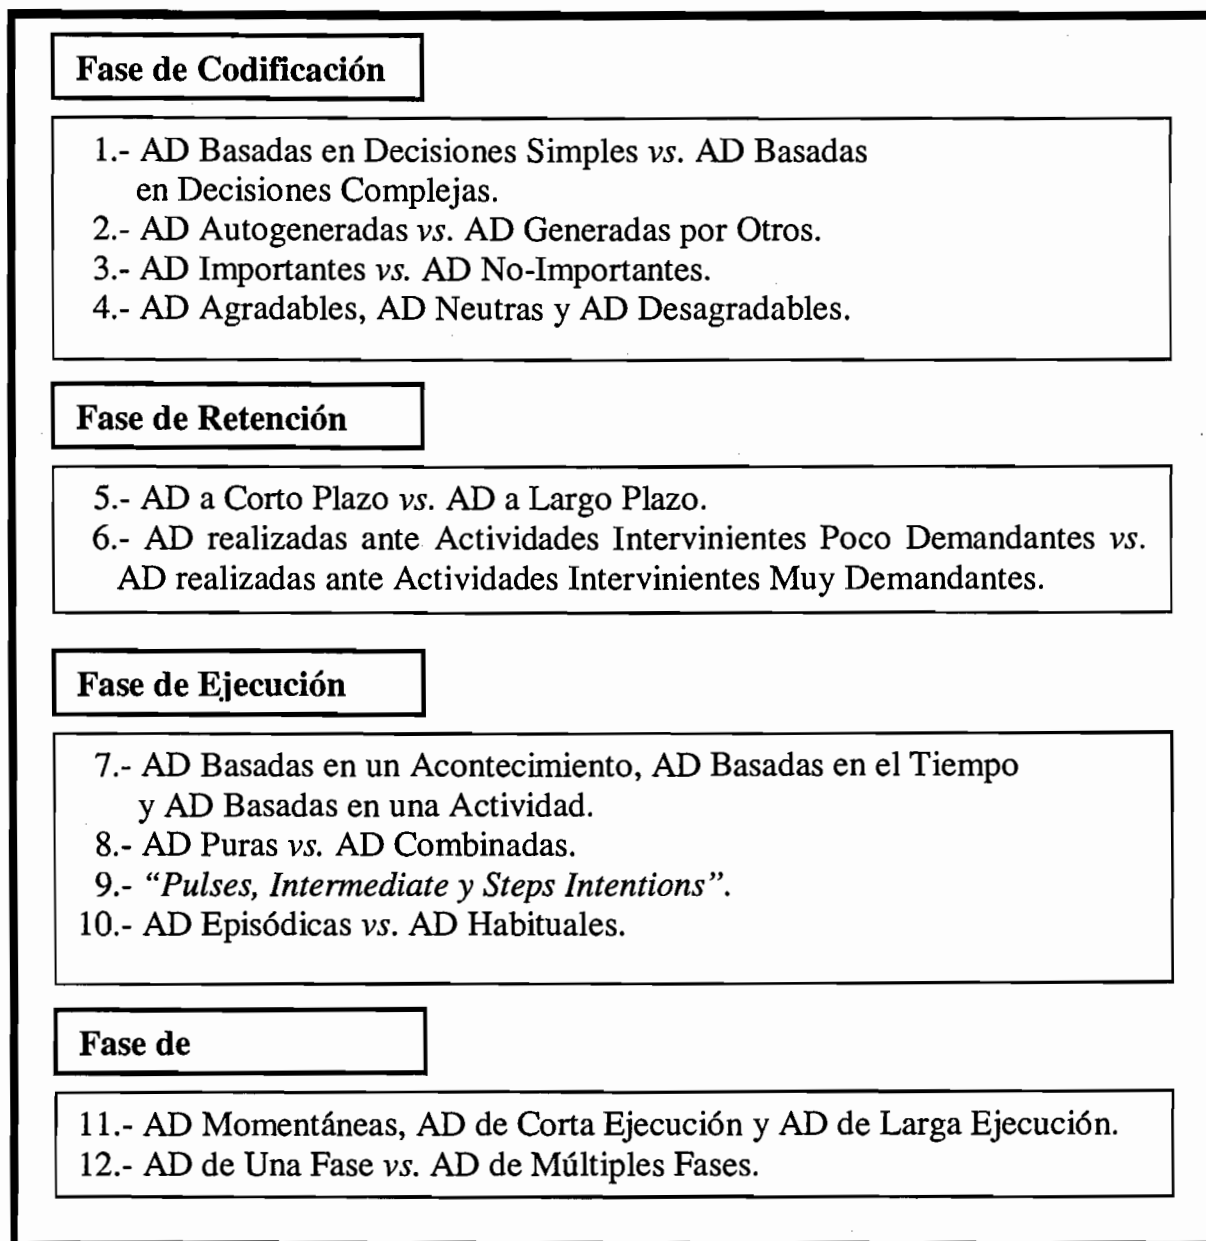 Fase de Codificación
1.- AD Basadas en Decisiones Simples vs. AD Basadas
en Decisiones Complejas.
2.- AD Autogeneradas vs. AD Generadas por Otros.
3.- AD Importantes vs. AD No-Importantes.
4.- AD Agradables, AD Neutras y AD Desagradables.
Fase de Retención
5.- AD a Corto Plazo vs. AD a Largo Plazo.
6.- AD realizadas ante Actividades Intervinientes Poco Demandantes vs.
AD realizadas ante Actividades Intervinientes Muy Demandantes.
Fase de Ejecución
7.- AD Basadas en un Acontecimiento, AD Basadas en el Tiempo
y AD Basadas en una Actividad.
8.- AD Puras vs. AD Combinadas.
9.- “Pulses, Intermediate y Steps Intentions”.
10.- AD Episódicas vs. AD Habituales.
Fase de
11.- AD Momentáneas, AD de Corta Ejecución y AD de Larga Ejecución.
12.- AD de Una Fase vs. AD de Múltiples Fases.